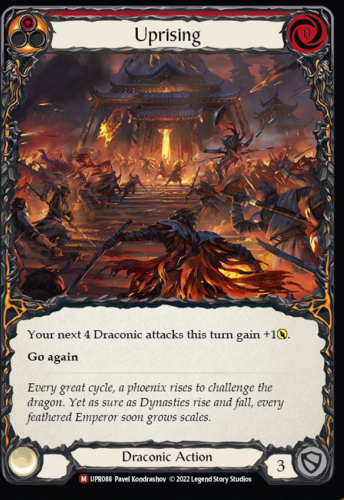 Uprising
Your next 4 Draconic attacks this turn gain +1.
Go again
Every great cycle, a phoenix rises to challenge the
dragon. Yet as sure as Dynasties rise and fall, every
feathered Emperor soon grows scales.
Draconic Action
3
M UPR088 Pavel Kondrashov ©2022 Legend Story Studios